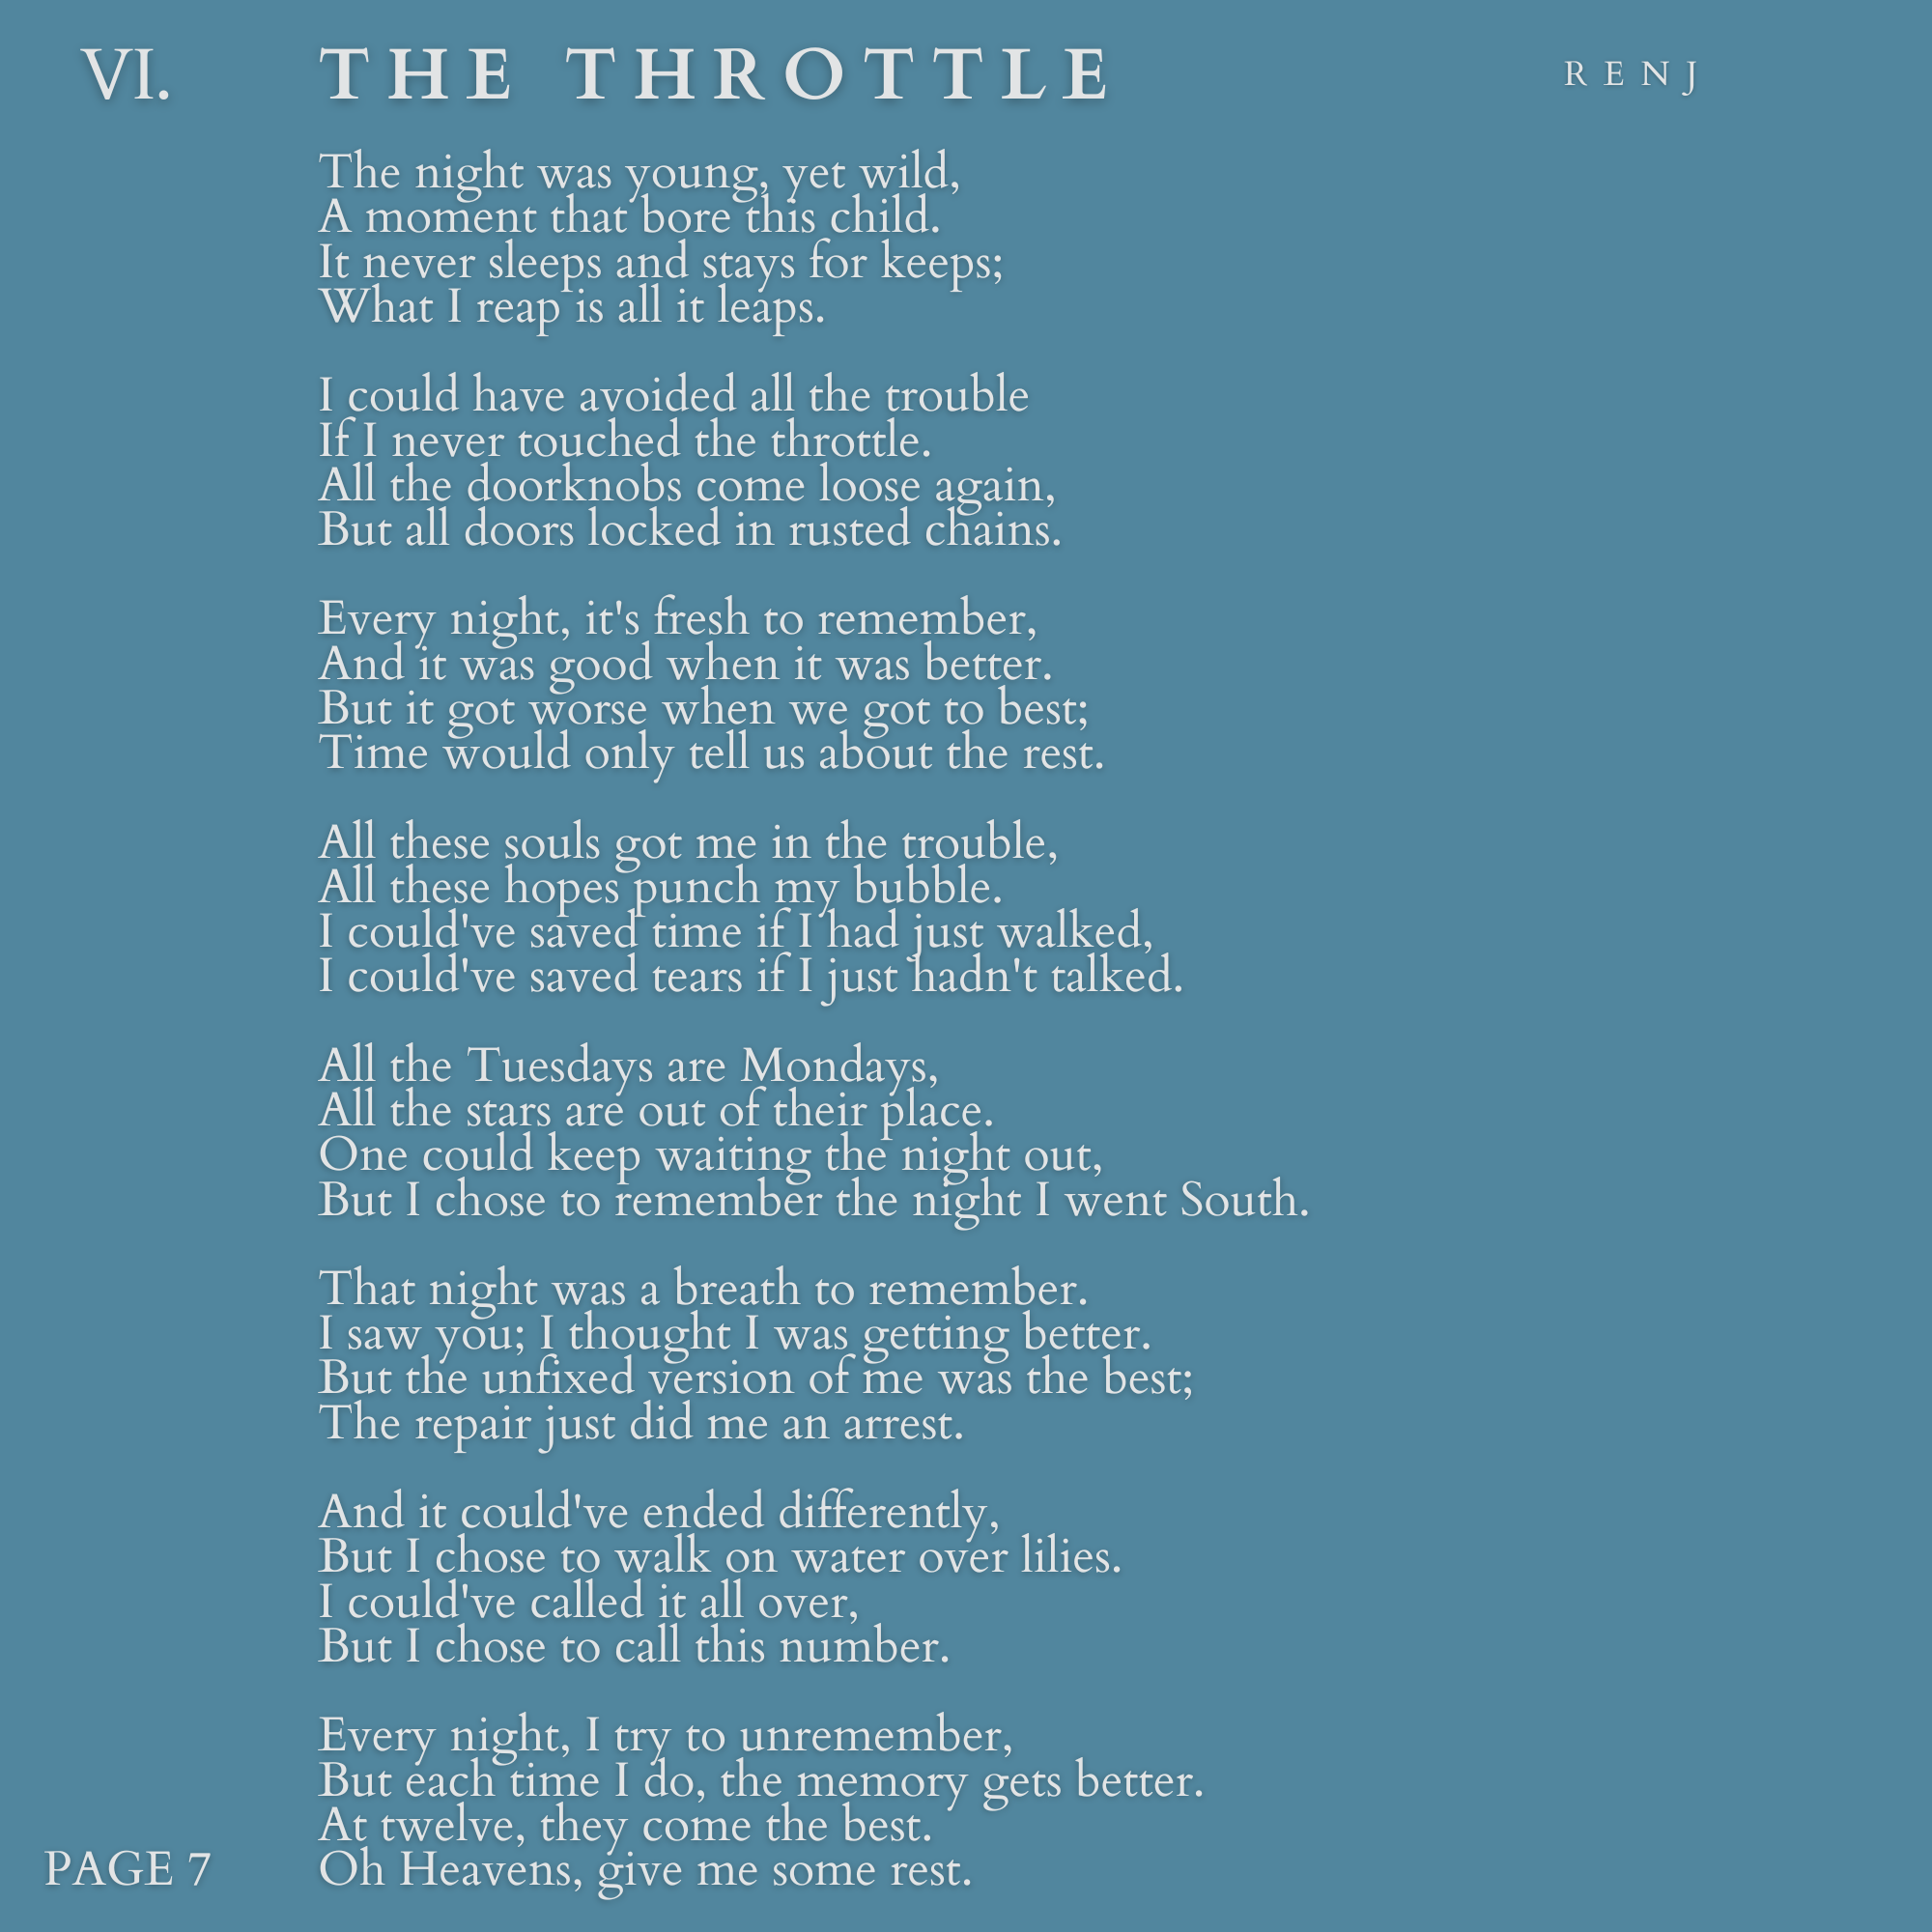 VI. THE THROTTLE RENJ
The night was young, yet wild,
A moment that bore this child.
It never sleeps and stays for keeps;
What I reap is all it leaps.
I could have avoided all the trouble
If I never touched the throttle.
All the doorknobs come loose again,
But all doors locked in rusted chains.
Every night, it's fresh to remember,
And it was good when it was better.
But it got worse when we got to best;
Time would only tell us about the rest.
All these souls got me in the trouble,
All these hopes punch my bubble.
I could've saved time if I had just walked,
I could've saved tears if I just hadn't talked.
All the Tuesdays are Mondays,
All the stars are out of their place.
One could keep waiting the night out,
But I chose to remember the night I went South.
That night was a breath to remember.
I saw you; I thought I was getting better.
But the unfixed version of me was the best;
The repair just did me an arrest.
And it could've ended differently,
But I chose to walk on water over lilies.
I could've called it all over,
But I chose to call this number.
Every night, I try to unremember,
But each time I do, the memory gets better.
At twelve, they come the best.
Oh Heavens, give me some rest.
PAGE 7